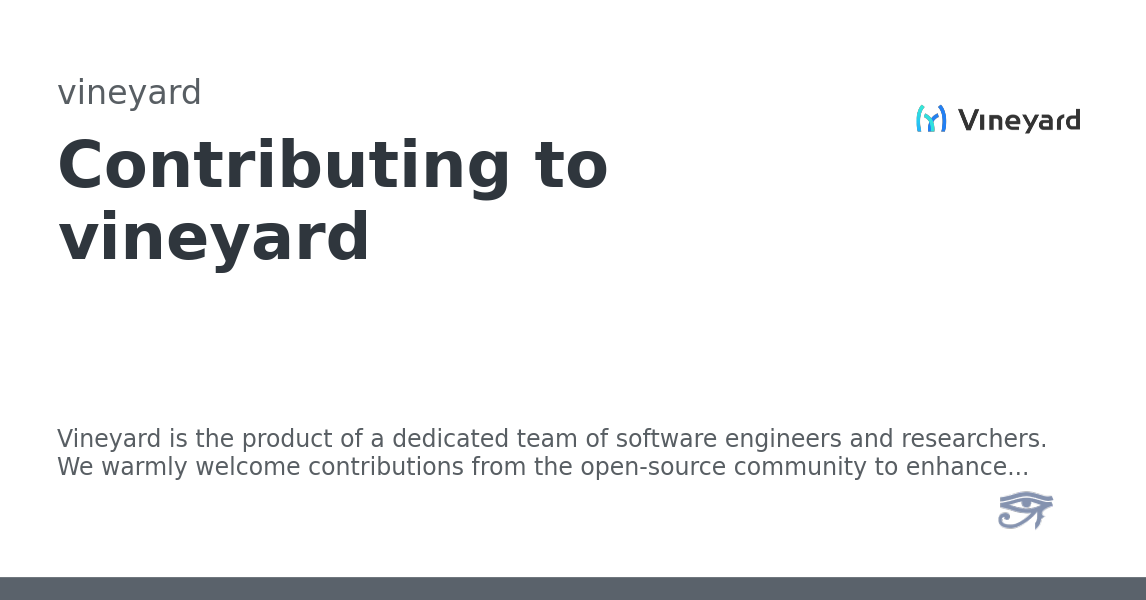 vineyard
Vineyard
Contributing to
vineyard
Vineyard is the product of a dedicated team of software engineers and researchers.
We warmly welcome contributions from the open-source community to enhance...